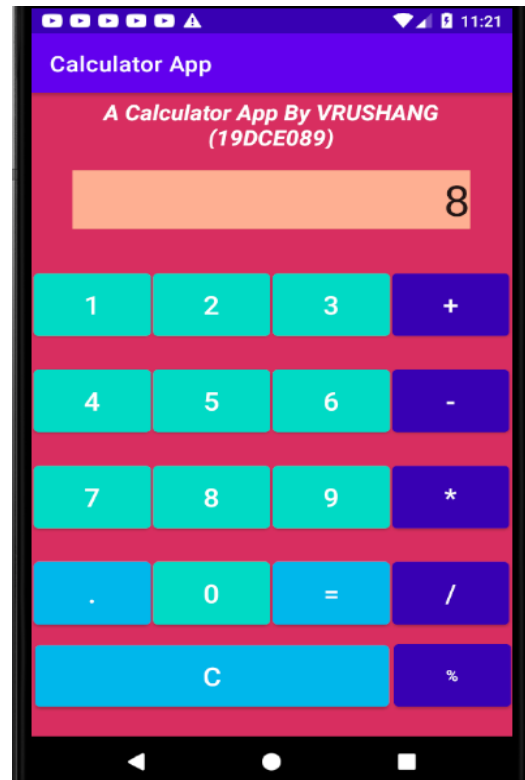 11:21
Calculator App
A Calculator App By VRUSHANG
(19DCE089)
8
1 2 3 +
4 5 6 -
7 8 9 *
. 0 = /
C %